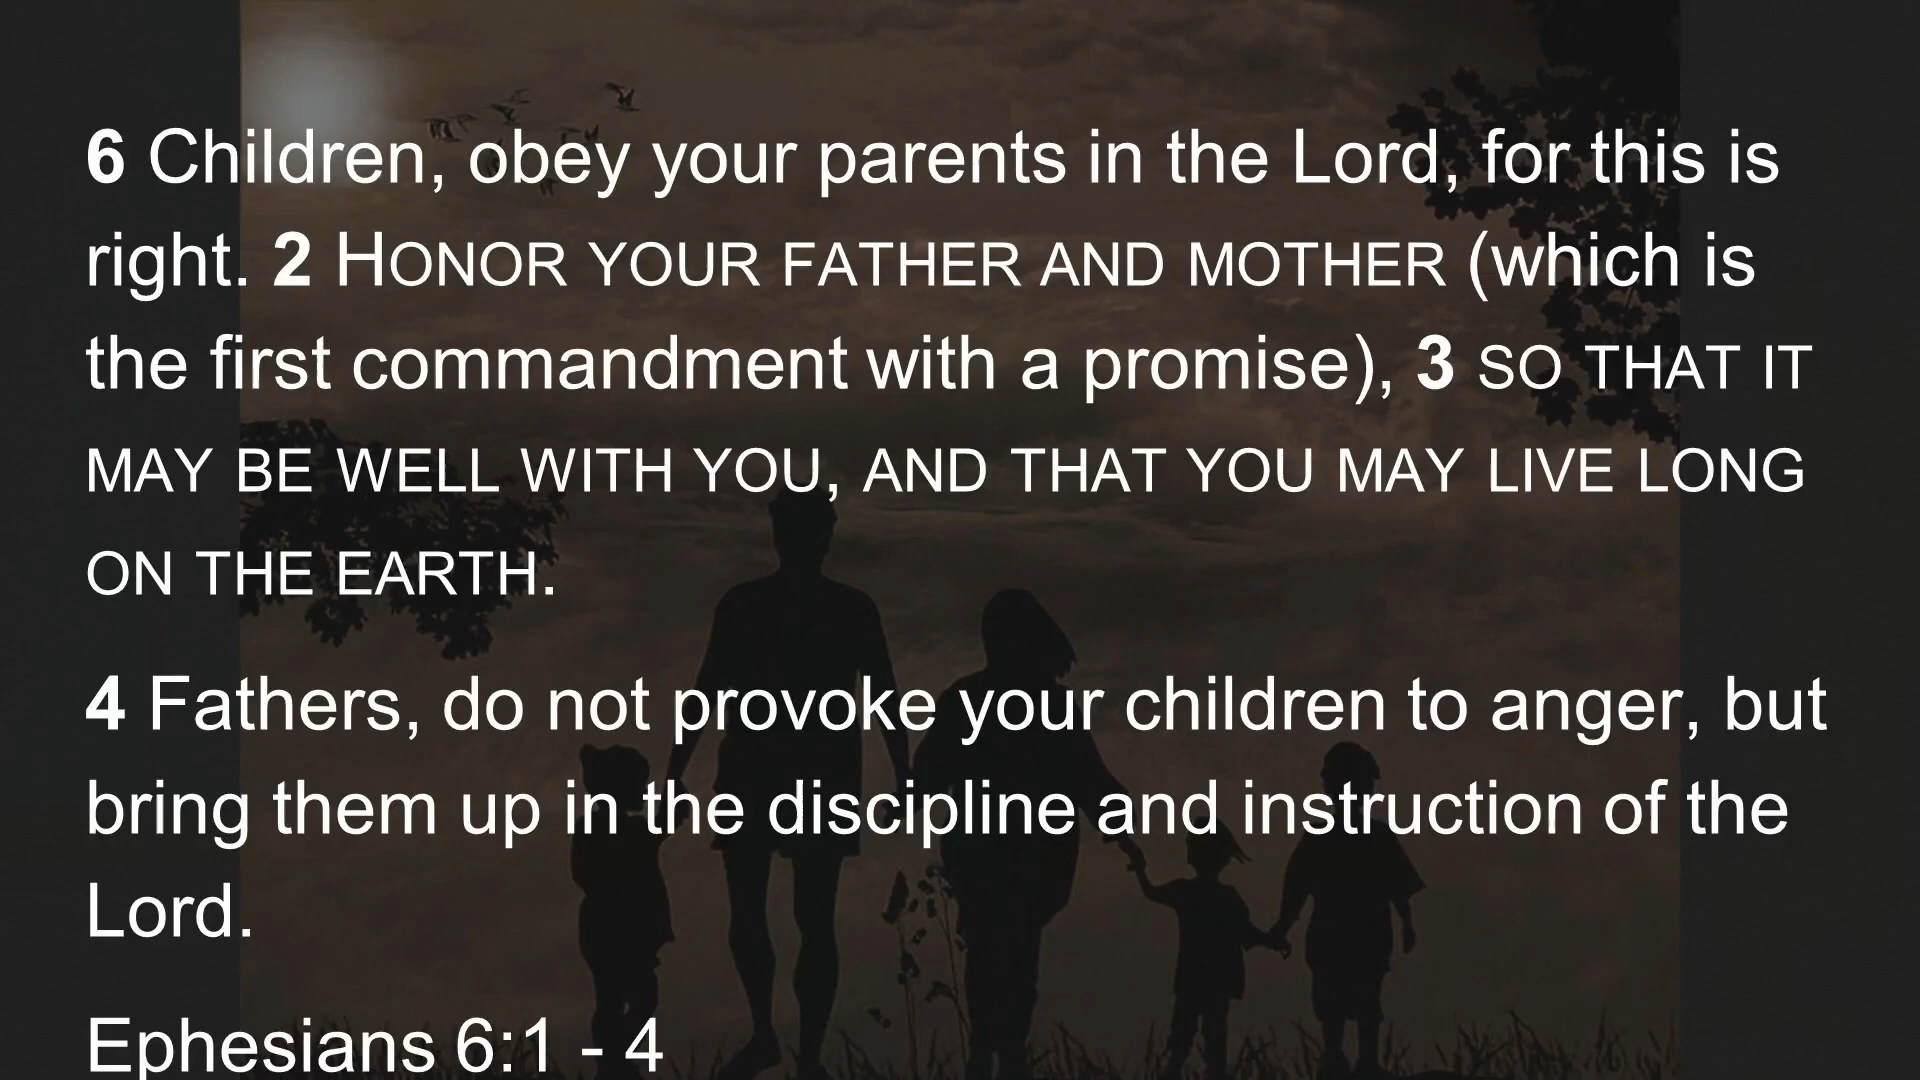 6 Children, obey your parents in the Lord, for this is
right. 2 HONOR YOUR FATHER AND MOTHER (which is
the first commandment with a promise), 3 SO THAT IT
MAY BE WELL WITH YOU, AND THAT YOU MAY LIVE LONG
ON THE EARTH.
4 Fathers, do not provoke your children to anger, but
bring them up in the discipline and instruction of the
Lord.
Ephesians 6:1 - 4